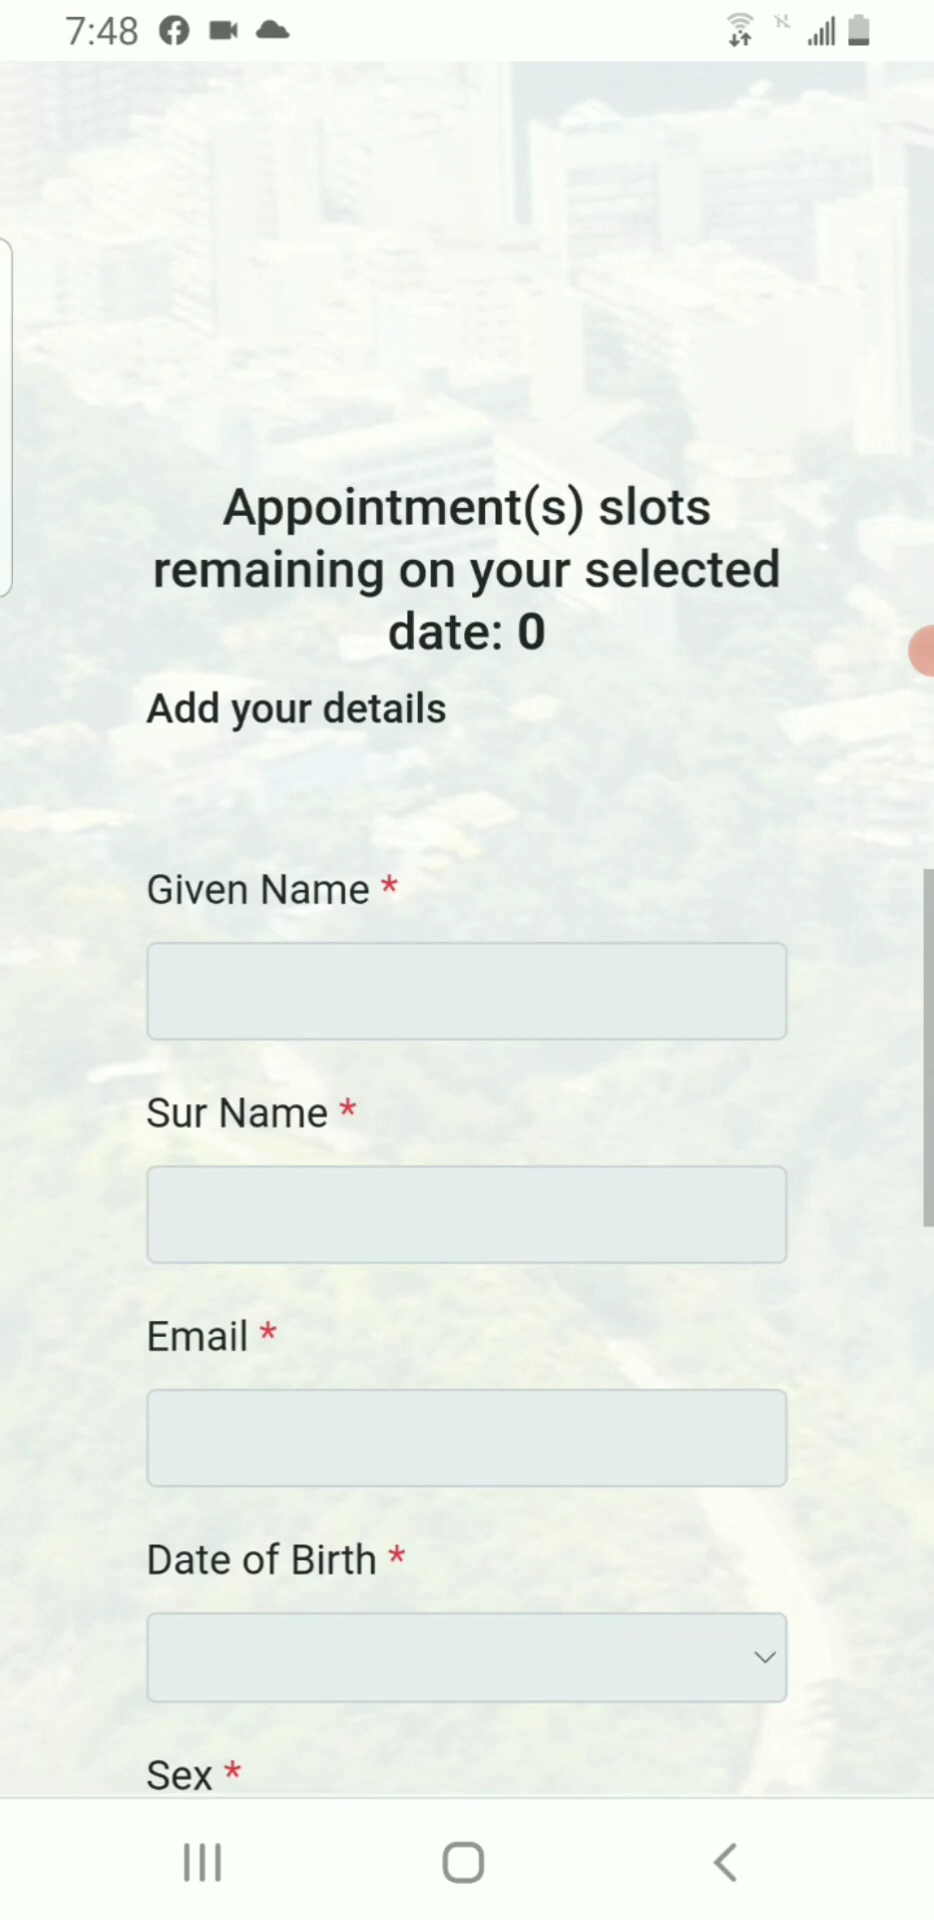 7:48
Appointment(s) slots
remaining on your selected
date: 0
Add your details
Given Name *
Sur Name *
Email *
Date of Birth *
Sex *